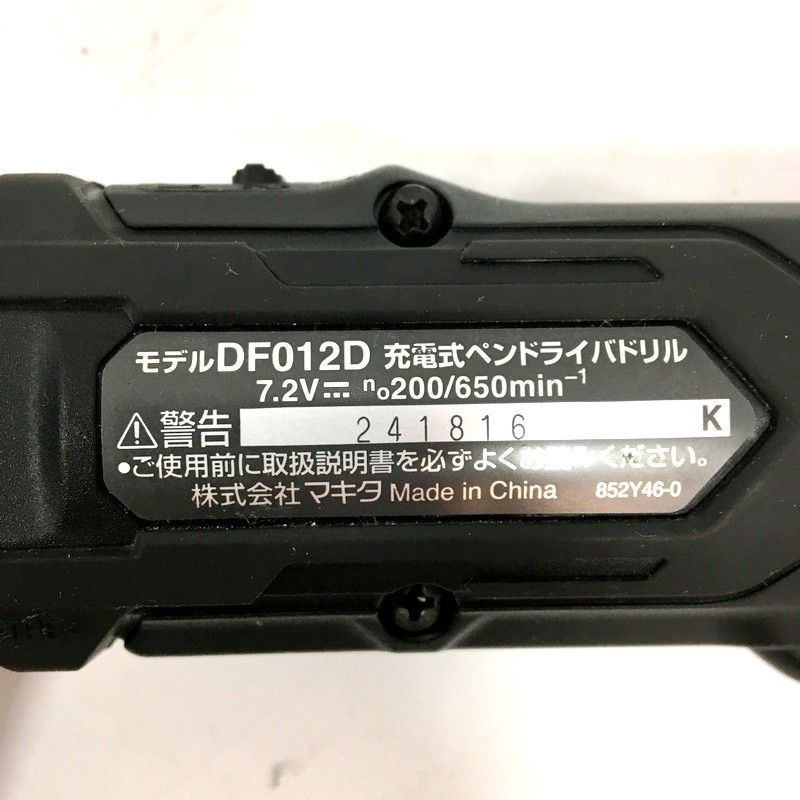 モデルDF012D 充電式ペンドライバドリル
7.2V⎓ n₀200/650min⁻¹
⚠警告 241816 K
•ご使用前に取扱説明書を必ずよくお読みください。
株式会社マキタ Made in China 852Y46-0